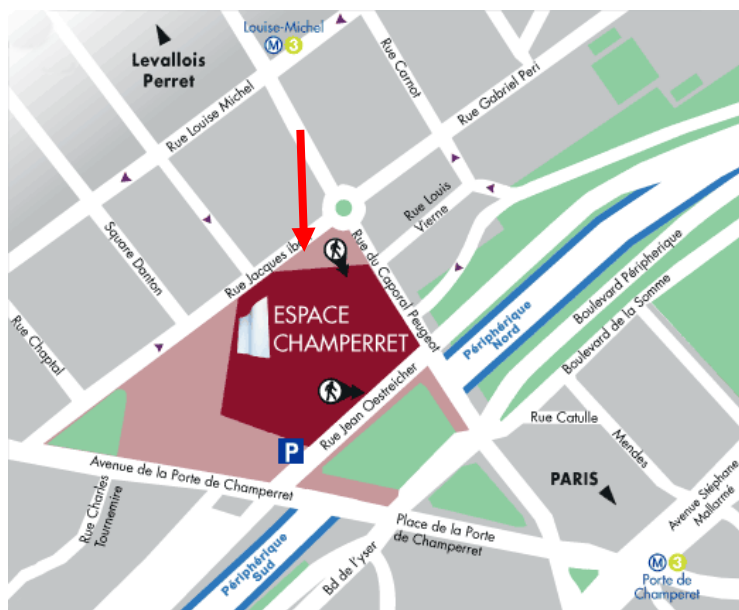 Louise-Michel
M 3
Levallois
Perret
Rue Carnot
Rue Gabriel Peri
Rue Louise Michel
Rue Louis
Vierne
Square Danton
Rue Jacques ib
Rue du Caporal Peugeot
Boulevard Périphérique
Boulevard de la Somme
Périphérique
Nord
ESPACE
CHAMPERRET
Rue Chaptal
Rue Jean Oestreicher
Rue Catulle
Mendes
P
Avenue de la Porte de Champerret
PARIS
Avenue Stéphane
Mallarmé
Rue Charles
Tournemire
Place de la Porte
de Champerret
Périphérique
Sud
Bd de l'yser
M 3
Porte de
Champeret